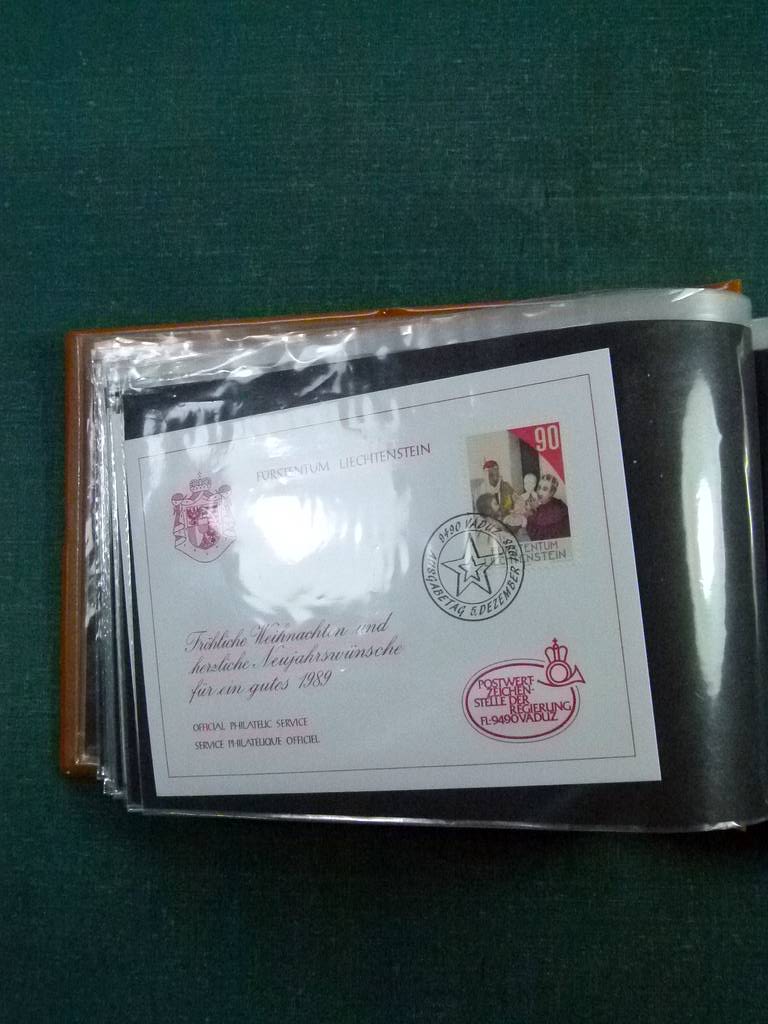 FÜRSTENTUM LIECHTENSTEIN
90
FÜRSTENTUM
LIECHTENSTEIN
9490 VADUZ
AUSGABETAG 5. DEZEMBER 1988
Fröhliche Weihnachten und
herzliche Neujahrswünsche
für ein gutes 1989
OFFICIAL PHILATELIC SERVICE
SERVICE PHILATELIQUE OFFICIEL
POSTWERT-
ZEICHEN-
STELLE DER
REGIERUNG
FL-9490 VADUZ